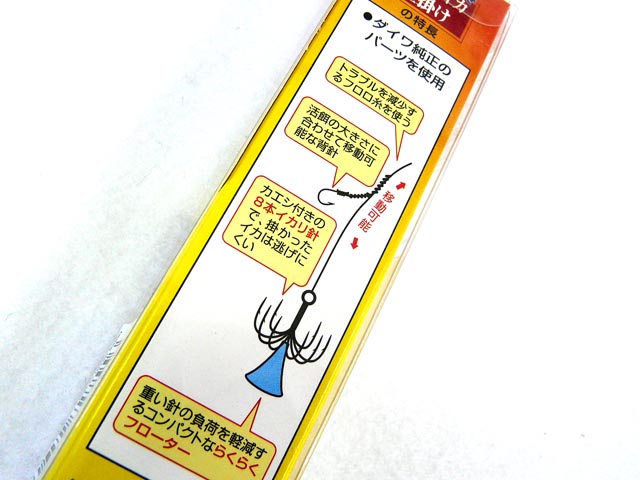 イカ
掛け
の特長
●ダイワ純正の
パーツを使用
トラブルを減少す
るフロロ糸を使う
活餌の大きさに
合わせて移動可
能な背針
移動可能
カエシ付きの
8本イカリ針
で、掛かった
イカは逃げに
くい
重い針の負荷を軽減す
るコンパクトならくらく
フローター